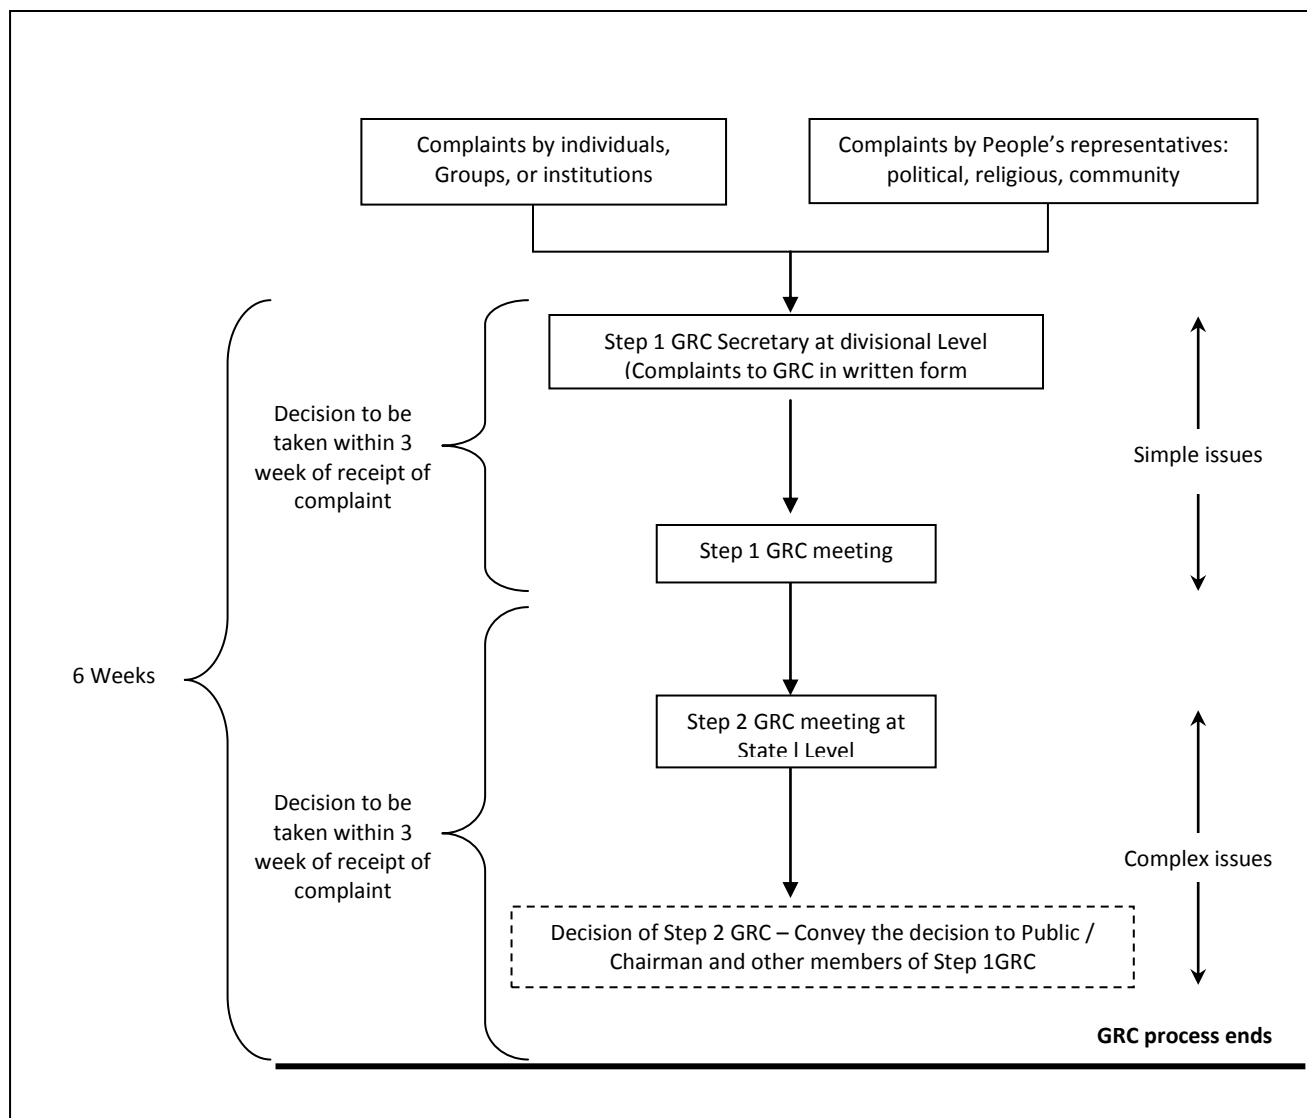 Complaints by individuals,
Groups, or institutions
Complaints by People’s representatives:
political, religious, community
Step 1 GRC Secretary at divisional Level
(Complaints to GRC in written form
Decision to be
taken within 3
week of receipt of
complaint
Simple issues
Step 1 GRC meeting
6 Weeks
Step 2 GRC meeting at
State l Level
Decision to be
taken within 3
week of receipt of
complaint
Complex issues
Decision of Step 2 GRC – Convey the decision to Public /
Chairman and other members of Step 1GRC
GRC process ends